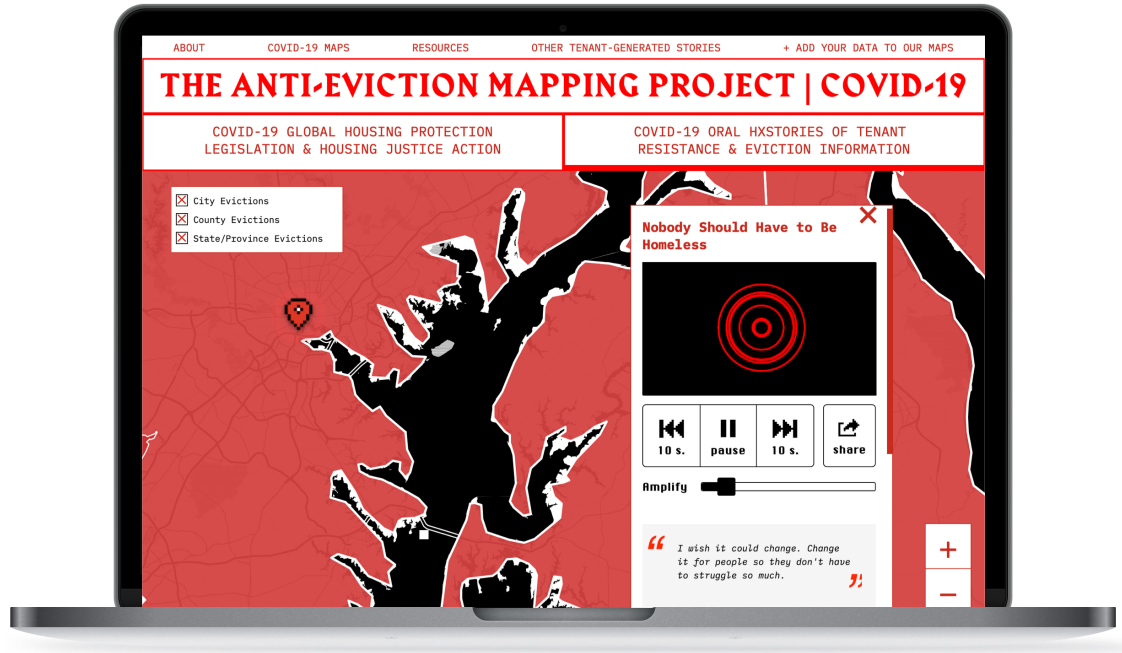 ABOUT
COVID-19 MAPS
RESOURCES
OTHER TENANT-GENERATED STORIES
+ ADD YOUR DATA TO OUR MAPS
THE ANTI-EVICTION MAPPING PROJECT | COVID-19
COVID-19 GLOBAL HOUSING PROTECTION
LEGISLATION & HOUSING JUSTICE ACTION
COVID-19 ORAL HXSTORIES OF TENANT
RESISTANCE & EVICTION INFORMATION
City Evictions
County Evictions
State/Province Evictions
Nobody Should Have to Be
Homeless
10 s.
pause
10 s.
share
Amplify
“ I wish it could change. Change
it for people so they don't have
to struggle so much. ”
+
−